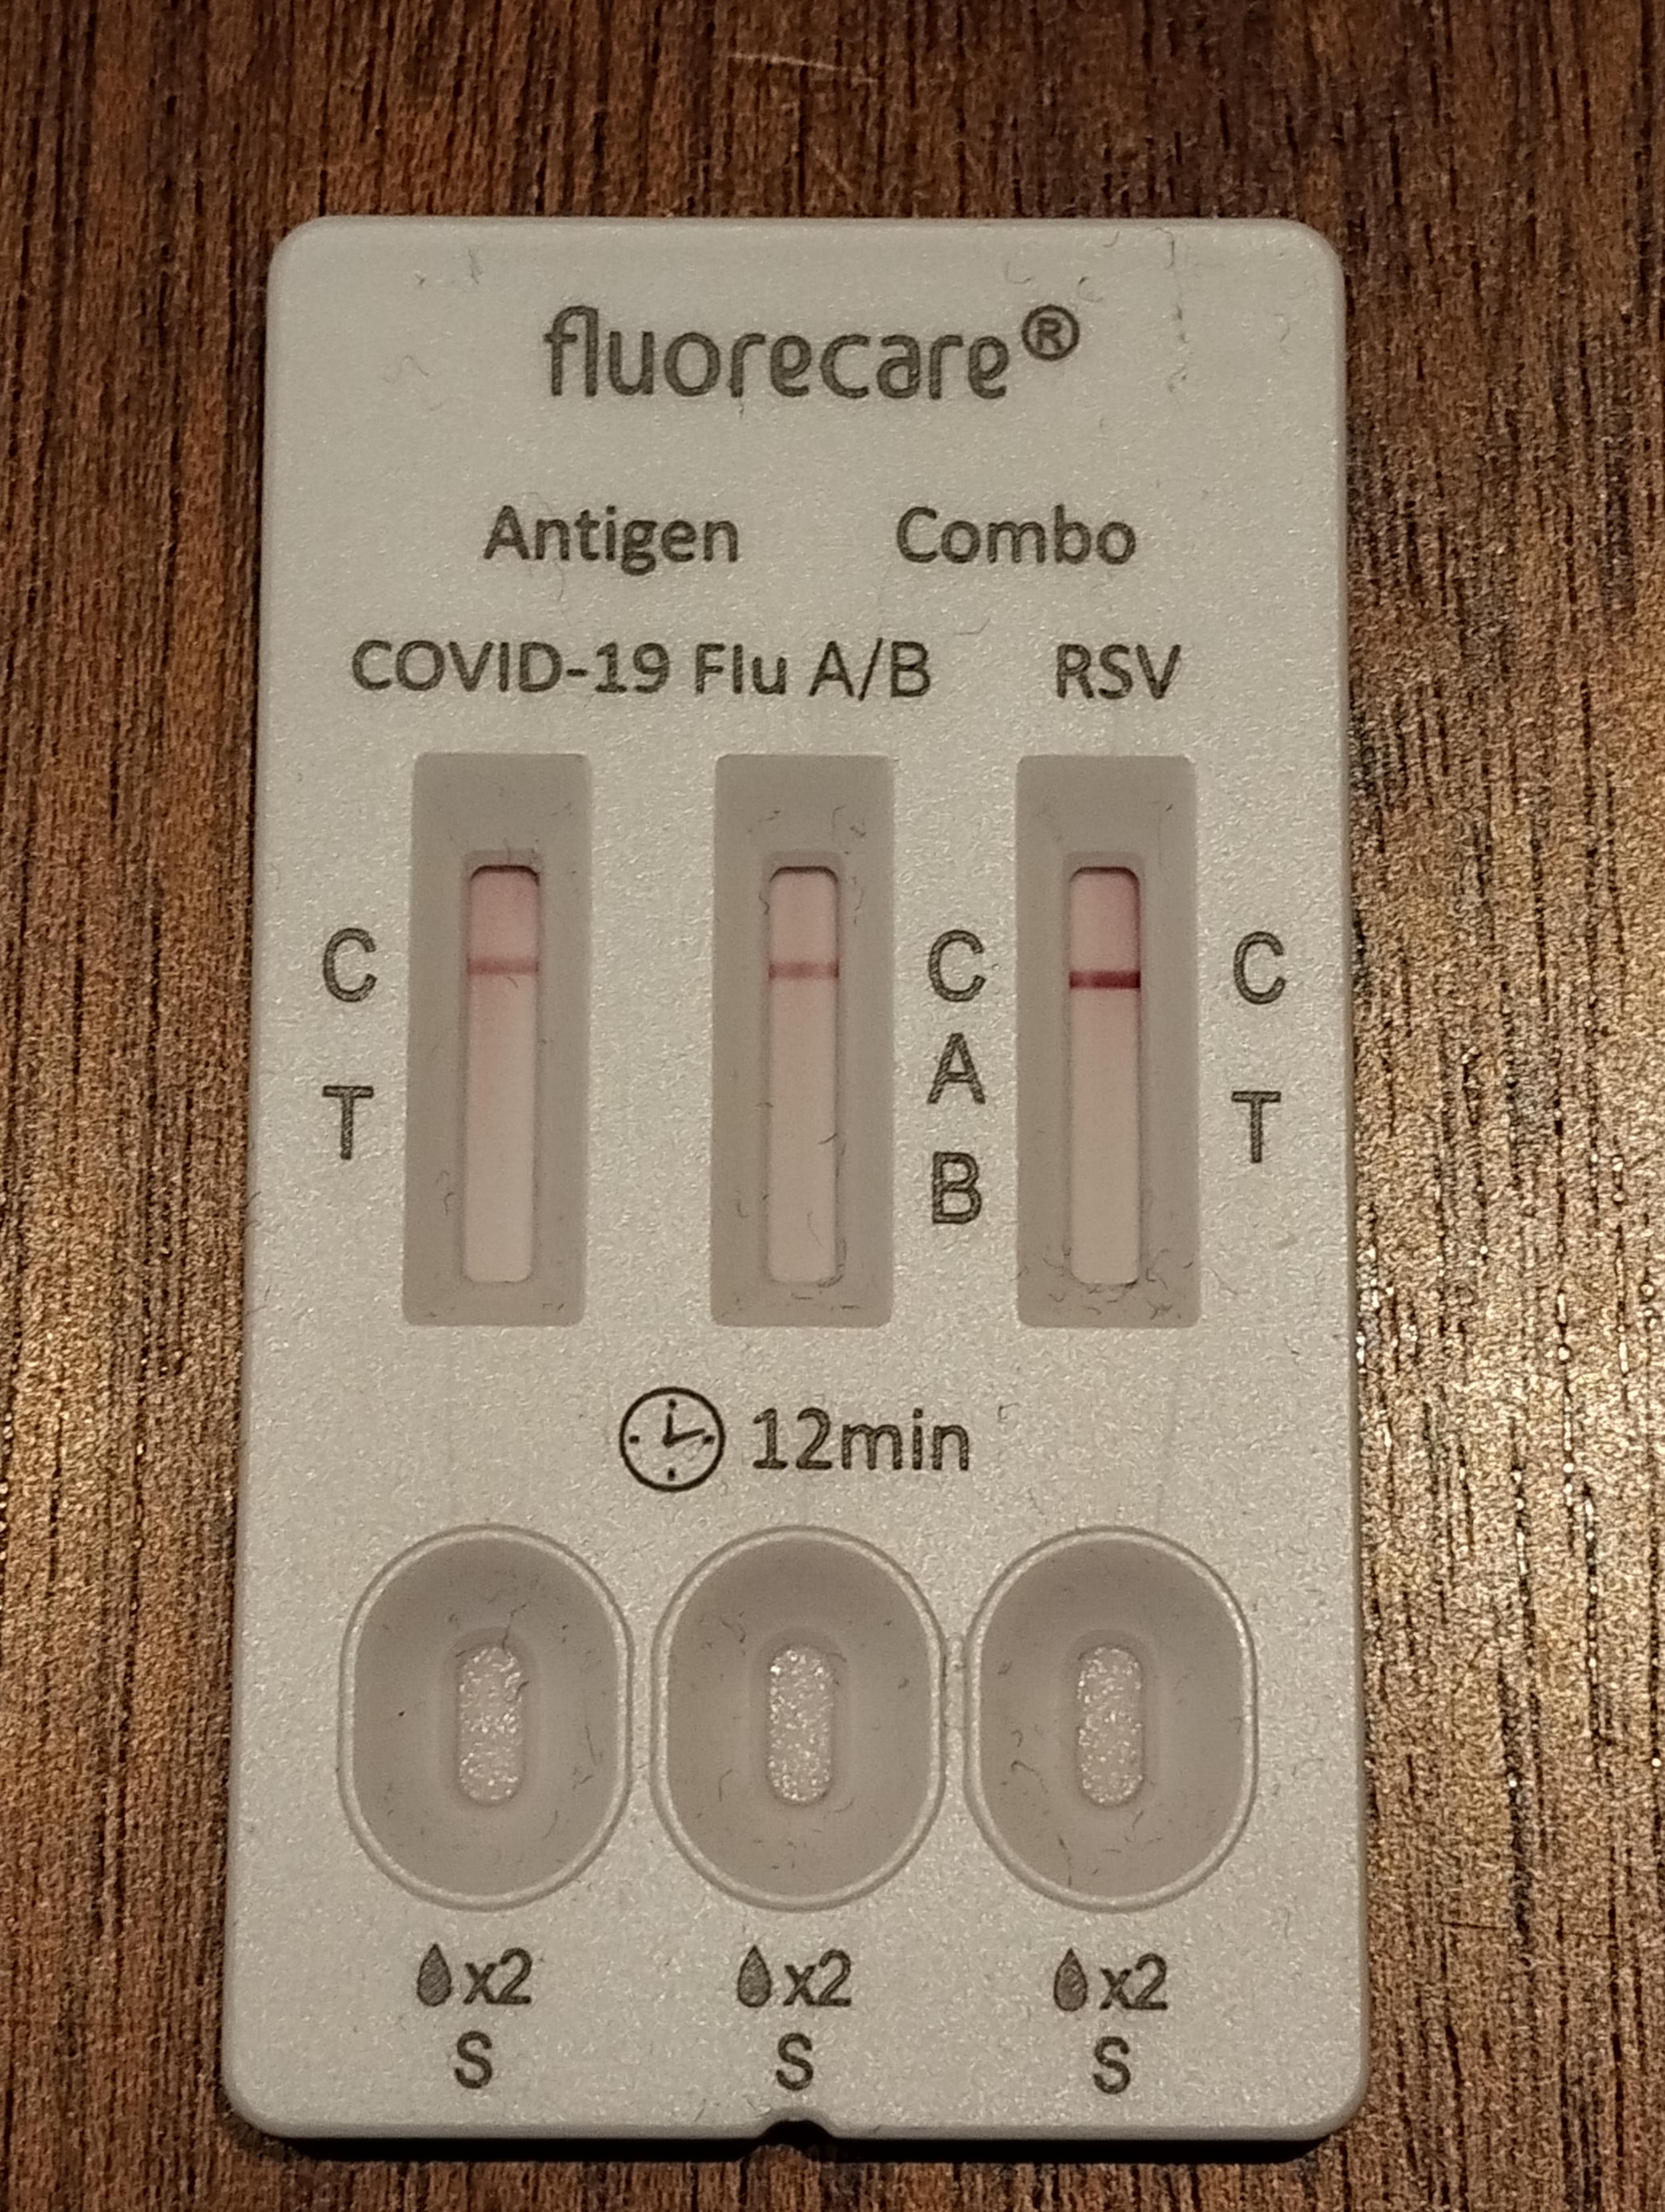 fluorecare®
Antigen Combo
COVID-19 Flu A/B RSV
C C C
A
T T
B
12min
x2 x2 x2
S S S